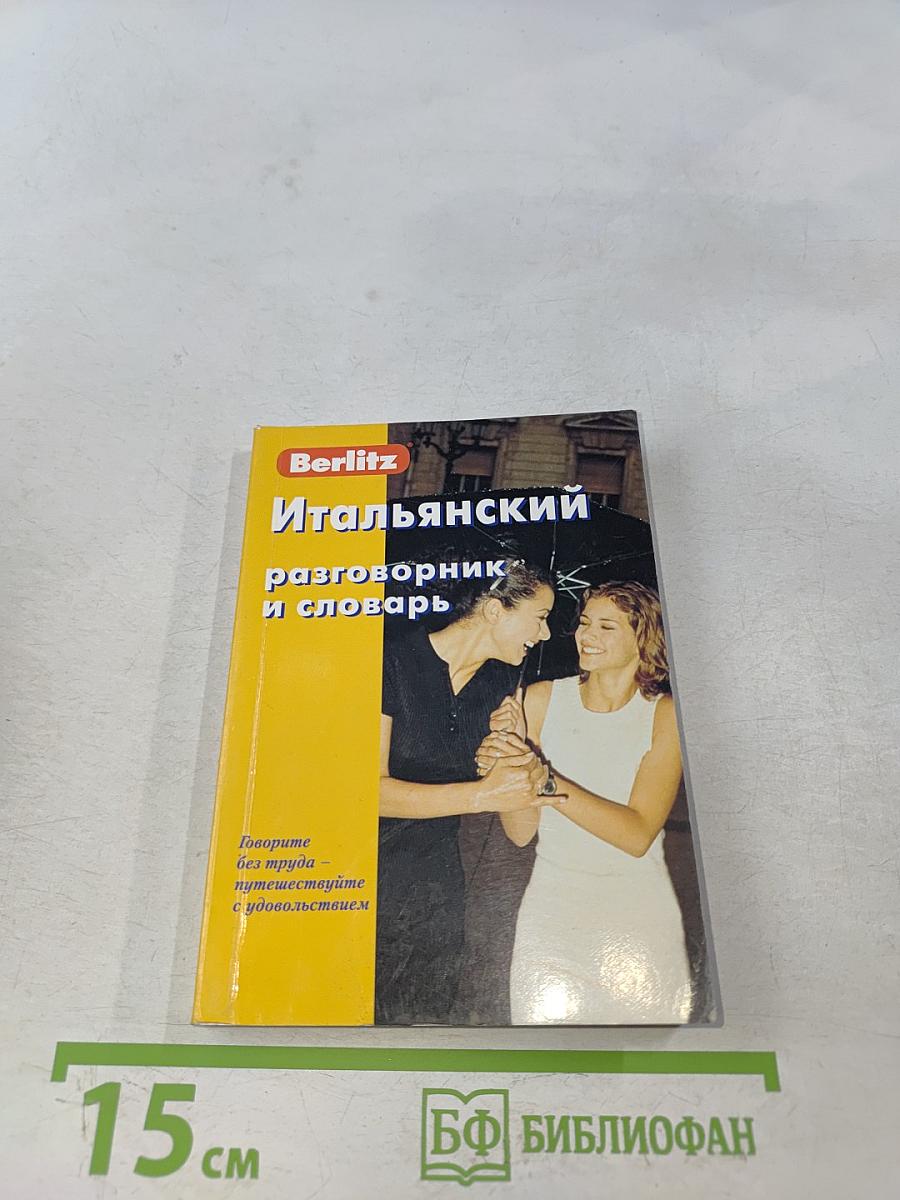 Berlitz
Итальянский
разговорник
и словарь
Говорите
без труда –
путешествуйте
с удовольствием
15 см
БФ БИБЛИОФАН